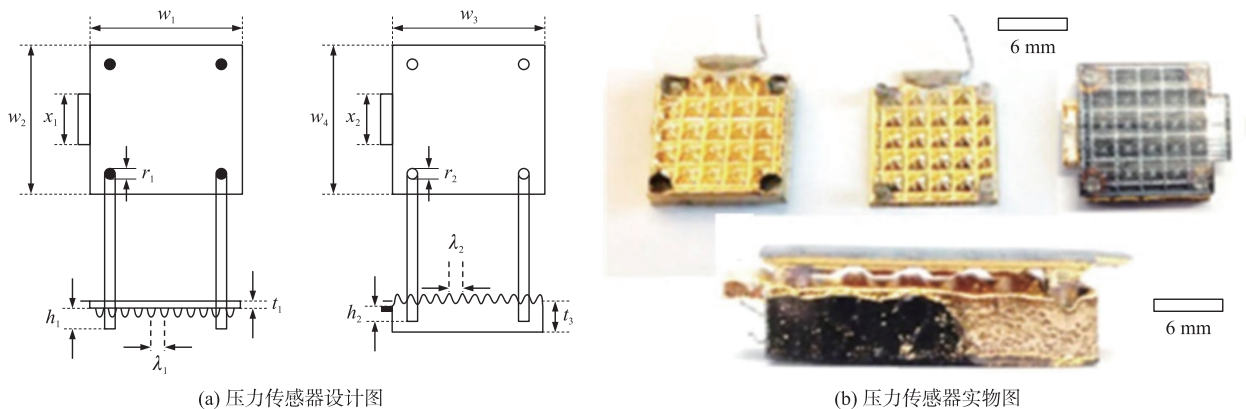 w₁
w₃
6 mm
w₂
x₁
r₁
w₄
x₂
r₂
λ₂
h₁
t₁
h₂
t₃
λ₁
6 mm
(a) 压力传感器设计图
(b) 压力传感器实物图